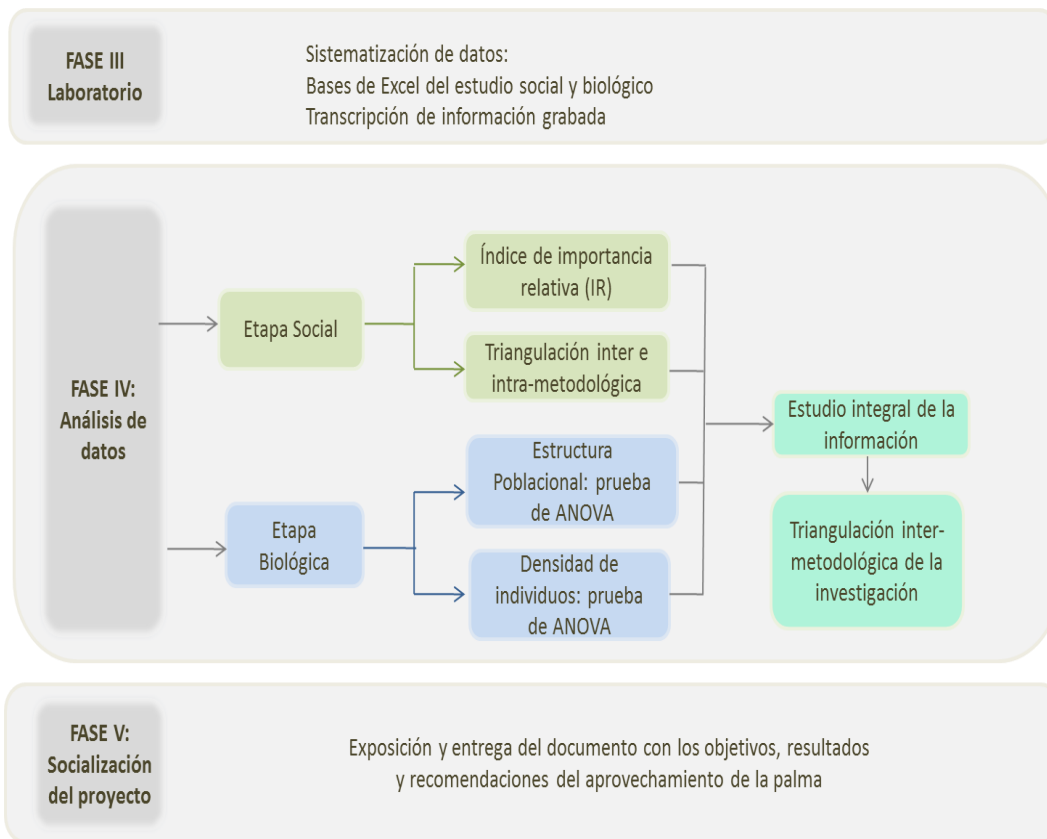 FASE III
Laboratorio
Sistematización de datos:
Bases de Excel del estudio social y biológico
Transcripción de información grabada
FASE IV:
Análisis de
datos
Etapa Social
Índice de importancia
relativa (IR)
Triangulación inter e
intra-metodológica
Etapa
Biológica
Estructura
Poblacional: prueba
de ANOVA
Densidad de
individuos: prueba
de ANOVA
Estudio integral de la
información
Triangulación inter-
metodológica de la
investigación
FASE V:
Socialización
del proyecto
Exposición y entrega del documento con los objetivos, resultados
y recomendaciones del aprovechamiento de la palma